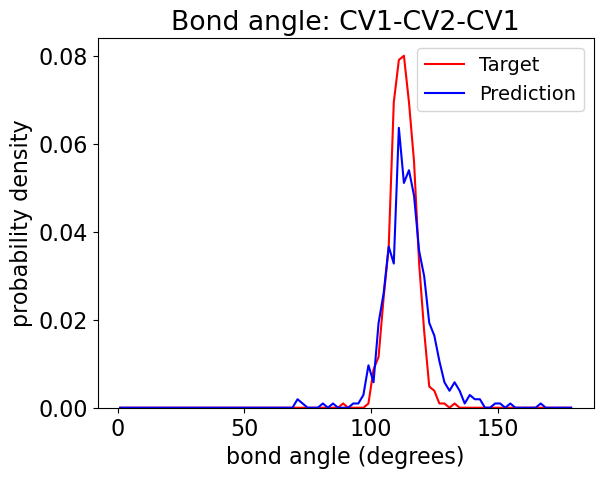 Bond angle: CV1-CV2-CV1
Target
Prediction
probability density
0.08
0.06
0.04
0.02
0.00
0
50
100
150
bond angle (degrees)